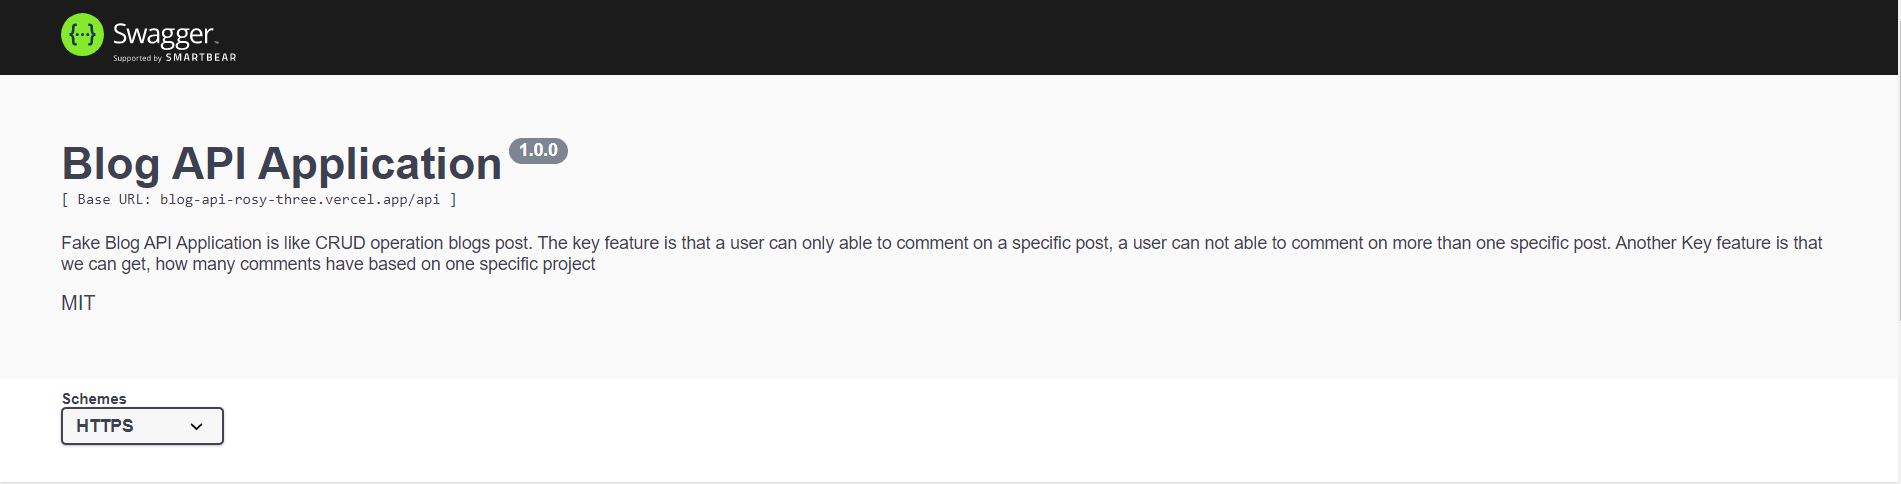 {···} Swagger™
Supported by SMARTBEAR
Blog API Application 1.0.0
[ Base URL: blog-api-rosy-three.vercel.app/api ]
Fake Blog API Application is like CRUD operation blogs post. The key feature is that a user can only able to comment on a specific post, a user can not able to comment on more than one specific post. Another Key feature is that
we can get, how many comments have based on one specific project
MIT
Schemes
HTTPS